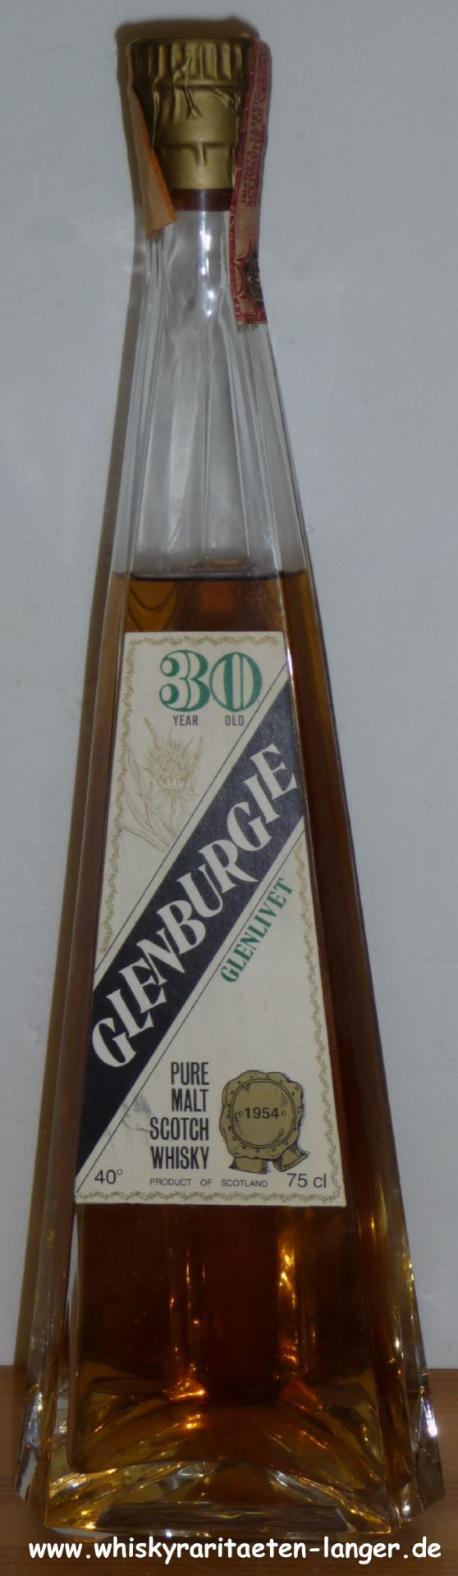 30
YEAR OLD
GLENBURGIE
GLENLIVET
PURE
MALT
SCOTCH
WHISKY
1954
40°
PRODUCT OF SCOTLAND
75 cl
www.whiskyraritaeten-langer.de